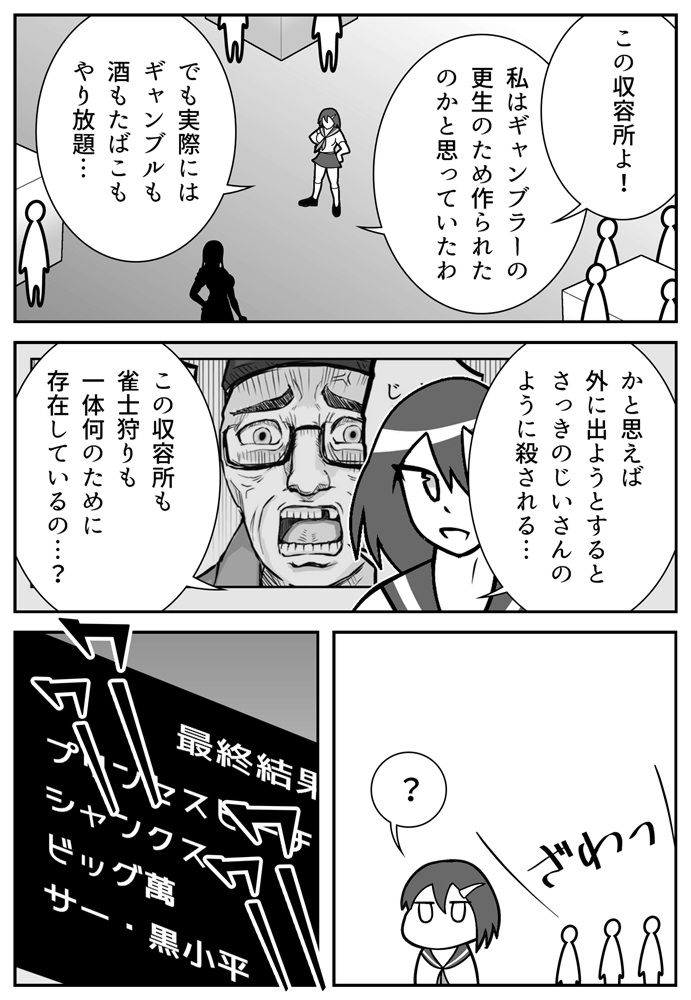 この収容所よ！
私はギャンブラーの
更生のため作られた
のかと思っていたわ
でも実際には
ギャンブルも
酒もたばこも
やり放題…
かと思えば
外に出ようとすると
さっきのじいさんの
ように殺される…
じ
この収容所も
雀士狩りも
一体何のために
存在しているの…？
ざわっ
？
最終結果
シャンクス
ビッグ萬
サー・黒小平